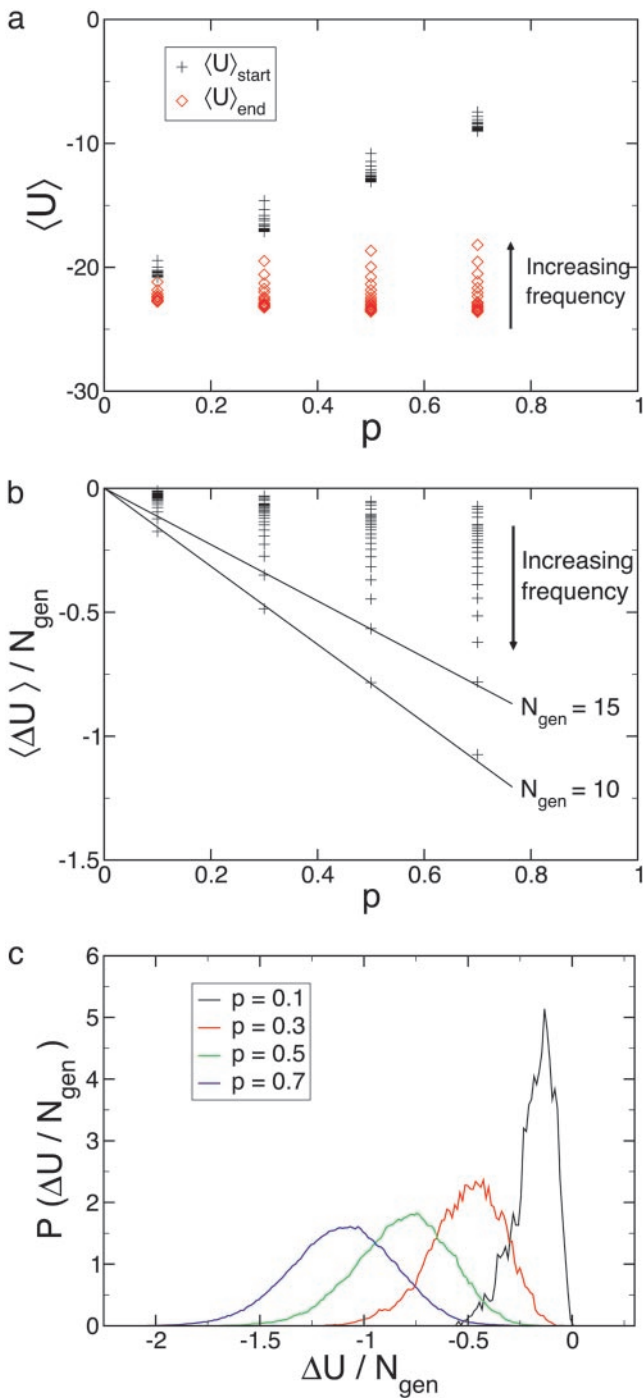 a
0
-10
-20
-30
⟨U⟩
+ ⟨U⟩start
◇ ⟨U⟩end
Increasing
frequency
0.2 0.4 0.6 0.8 1
p
b
0
-0.5
-1
-1.5
⟨ΔU⟩ / Ngen
Increasing
frequency
Ngen = 15
Ngen = 10
0 0.2 0.4 0.6 0.8 1
p
c
6
5
4
3
2
1
0
P (ΔU / Ngen)
p = 0.1
p = 0.3
p = 0.5
p = 0.7
-2 -1.5 -1 -0.5 0
ΔU / Ngen